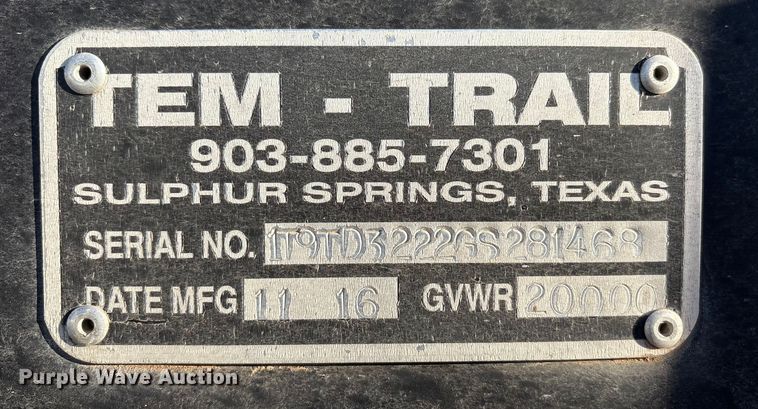 TEM - TRAIL
903-885-7301
SULPHUR SPRINGS, TEXAS
SERIAL NO. 1T9TD3222GS281468
DATE MFG 11 16 GVWR 20000
Purple Wave Auction